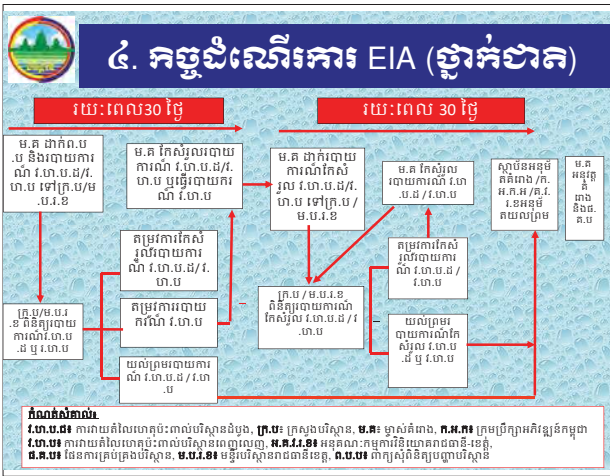 ៤. កិច្ចដំណើរការ EIA (ថ្នាក់ជាតិ)
រយៈពេល30 ថ្ងៃ
រយៈពេល 30 ថ្ងៃ
ម.គ ដាក់ព.ប
.ប និងរបាយការ
ណ៍ វ.ហា.ប.ដ/វ.
ហា.ប ទៅក្រ.ប/ម
.ប.រ.ខ
ម.គ កែសំរួលរបាយ
ការណ៍ វ.ហា.ប.ដ/វ.
ហា.ប ឬធ្វើរបាយករ
ណ៍ វ.ហា.ប
ម.គ ដាក់របាយ
ការណ៍កែសំ
រួល វ.ហា.ប.ដ/វ.
ហា.ប ទៅក្រ.ប /
ម.ប.រ.ខ
ម.គ កែសំរួល
របាយការណ៍ វ.ហា
.ប.ដ / វ.ហា.ប
ស្ថាប័នអនុម័
តគំរោង /ក.
អ.ក.អ /គ.វ.
រ.ខអនុម័
តយល់ព្រម
ម.គ
អនុវត្ត
គំ
រោង
និងផ.
គ.ប
តម្រូវការកែសំ
រួលរបាយការ
ណ៍ វ.ហា.ប.ដ/ វ.
ហា.ប
តម្រូវការរបាយ
ករណ៍ វ.ហា.ប
យល់ព្រមរបាយការ
ណ៍ វ.ហា.ប.ដ / វ.ហា
.ប
ក្រ.ប/ម.ប.រ
.ខ ពិនិត្យរបាយ
ការណ៍វ.ហា.ប
.ដ ឬ វ.ហា.ប
ក្រ.ប / ម.ប.រ.ខ
ពិនិត្យរបាយការណ៍
កែសំរួល វ.ហា.ប.ដ / វ
.ហា.ប
តម្រូវការកែសំ
រួលរបាយការ
ណ៍ វ.ហា.ប.ដ /
វ.ហា.ប
យល់ព្រមរ
បាយការណ៍កែ
សំរួល វ.ហា.ប
.ដ ឬ វ.ហា.ប
កំណត់សំគាល់៖
វ.ហ.ប.ដ៖ ការវាយតំលៃហេតុប៉ះពាល់បរិស្ថានដំបូង, ក្រ.ប៖ ក្រសួងបរិស្ថាន, ម.គ៖ ម្ចាស់គំរោង, ក.អ.ក៖ ក្រុមប្រឹក្សាអភិវឌ្ឍន៍កម្ពុជា
វ.ហា.ប៖ ការវាយតំលៃហេតុប៉ះពាល់បរិស្ថានពេញលេញ, អ.គ.វ.រ.ខ៖ អនុគណៈកម្មការវិនិយោគរាជធានី-ខេត្ត,
ផ.គ.ប៖ ផែនការគ្រប់គ្រងបរិស្ថាន, ម.ប.រ.ខ៖ មន្ទីរបរិស្ថានរាជធានីខេត្ត, ព.ប.ប៖ ពាក្យសុំពិនិត្យបញ្ហាបរិស្ថាន